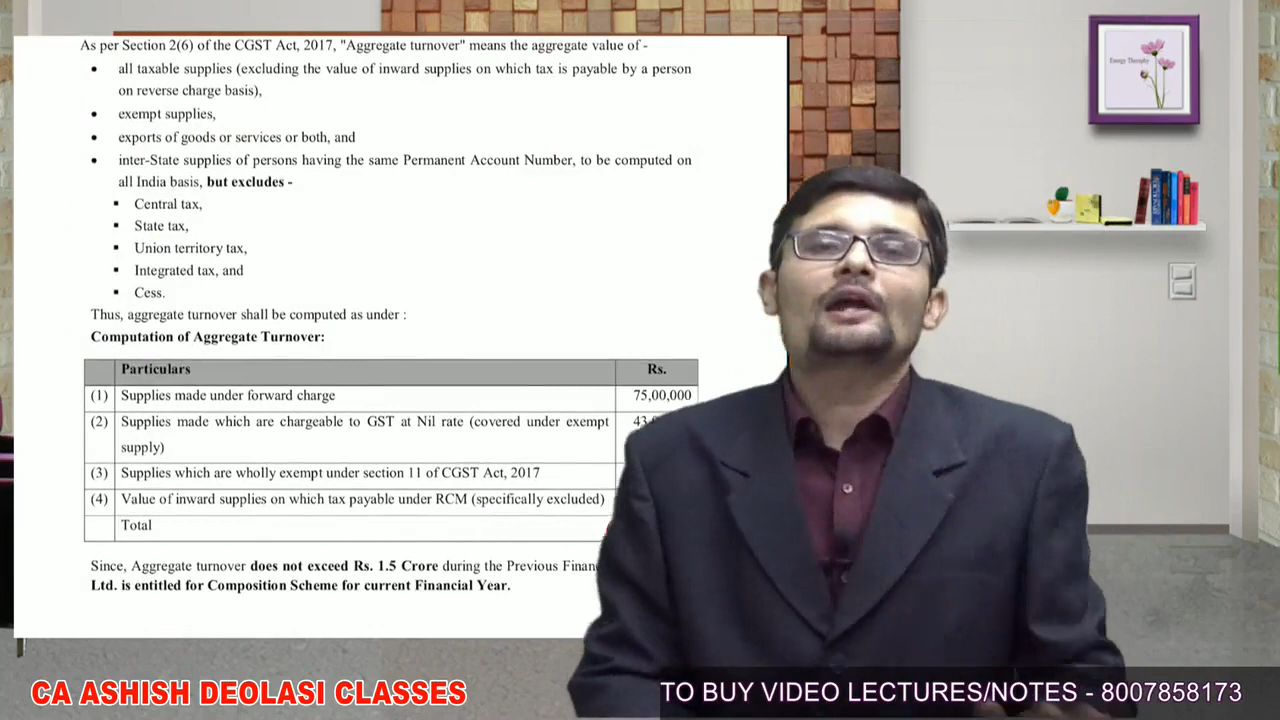 As per Section 2(6) of the CGST Act, 2017, "Aggregate turnover" means the aggregate value of -
• all taxable supplies (excluding the value of inward supplies on which tax is payable by a person
on reverse charge basis),
• exempt supplies,
• exports of goods or services or both, and
• inter-State supplies of persons having the same Permanent Account Number, to be computed on
all India basis, but excludes -
▪ Central tax,
▪ State tax,
▪ Union territory tax,
▪ Integrated tax, and
▪ Cess.
Thus, aggregate turnover shall be computed as under :
Computation of Aggregate Turnover:
Particulars Rs.
(1) Supplies made under forward charge 75,00,000
(2) Supplies made which are chargeable to GST at Nil rate (covered under exempt 43
supply)
(3) Supplies which are wholly exempt under section 11 of CGST Act, 2017
(4) Value of inward supplies on which tax payable under RCM (specifically excluded)
Total
Since, Aggregate turnover does not exceed Rs. 1.5 Crore during the Previous
Ltd. is entitled for Composition Scheme for current Financial Year.
Energy Theraphy
CA ASHISH DEOLASI CLASSES
TO BUY VIDEO LECTURES/NOTES - 8007858173